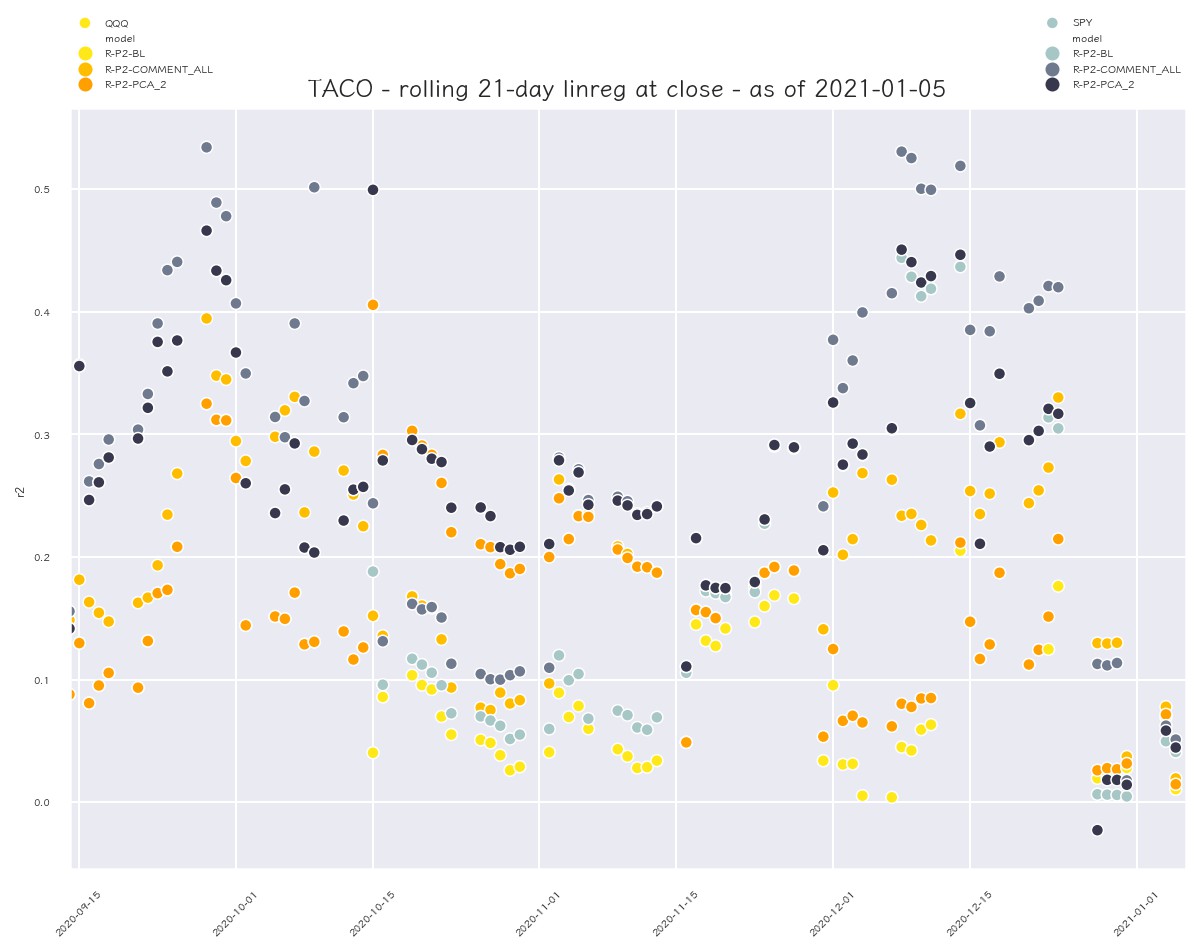 QQQ
model
R-P2-BL
R-P2-COMMENT_ALL
R-P2-PCA_2
SPY
model
R-P2-BL
R-P2-COMMENT_ALL
R-P2-PCA_2
TACO - rolling 21-day linreg at close - as of 2021-01-05
r2
0.5
0.4
0.3
0.2
0.1
0.0
2020-09-15
2020-10-01
2020-10-15
2020-11-01
2020-11-15
2020-12-01
2020-12-15
2021-01-01